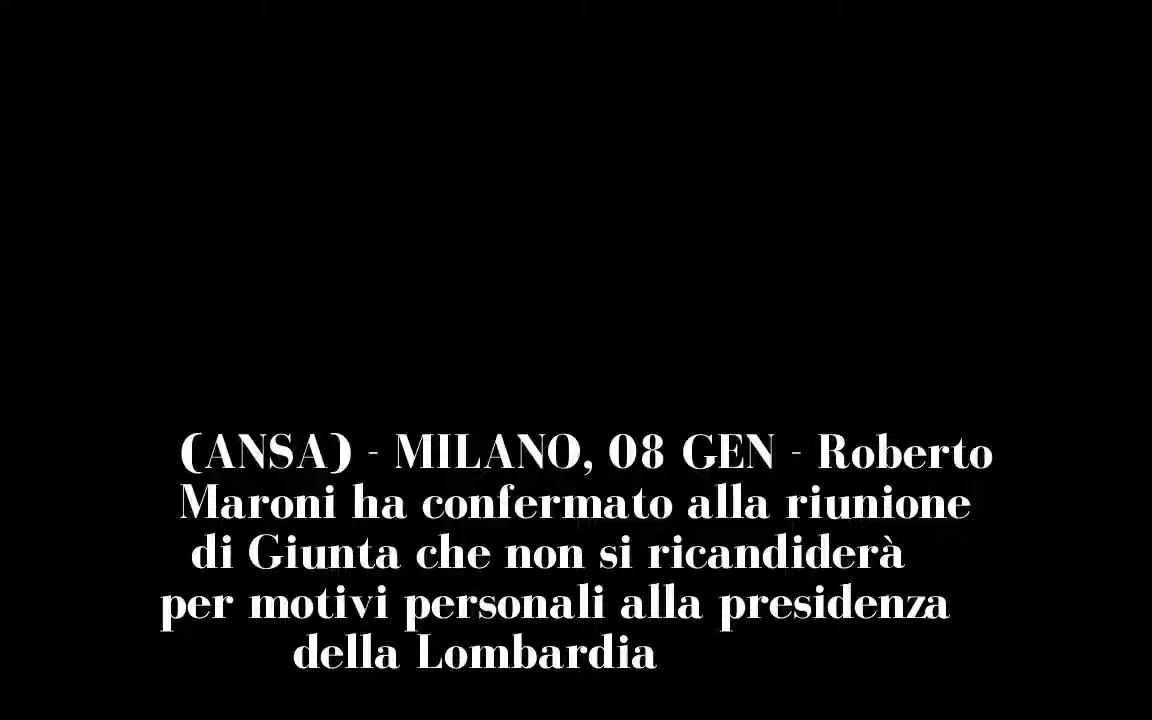 (ANSA) - MILANO, 08 GEN - Roberto
Maroni ha confermato alla riunione
di Giunta che non si ricandiderà
per motivi personali alla presidenza
della Lombardia